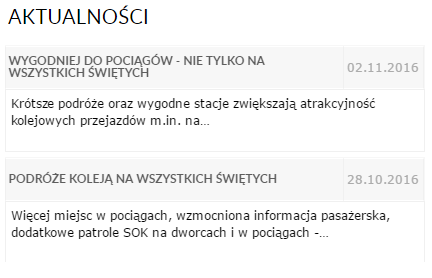 AKTUALNOŚCI
WYGODNIEJ DO POCIĄGÓW - NIE TYLKO NA
WSZYSTKICH ŚWIĘTYCH
02.11.2016
Krótsze podróże oraz wygodne stacje zwiększają atrakcyjność
kolejowych przejazdów m.in. na...
PODRÓŻE KOLEJĄ NA WSZYSTKICH ŚWIĘTYCH
28.10.2016
Więcej miejsc w pociągach, wzmocniona informacja pasażerska,
dodatkowe patrole SOK na dworcach i w pociągach -...